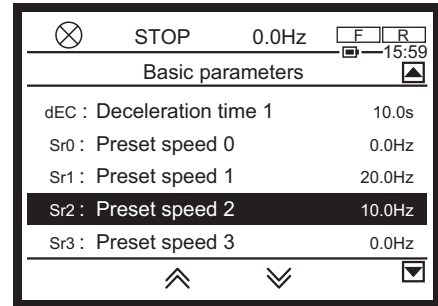 STOP 0.0Hz F R
15:59
Basic parameters
dEC : Deceleration time 1 10.0s
Sr0 : Preset speed 0 0.0Hz
Sr1 : Preset speed 1 20.0Hz
Sr2 : Preset speed 2 10.0Hz
Sr3 : Preset speed 3 0.0Hz